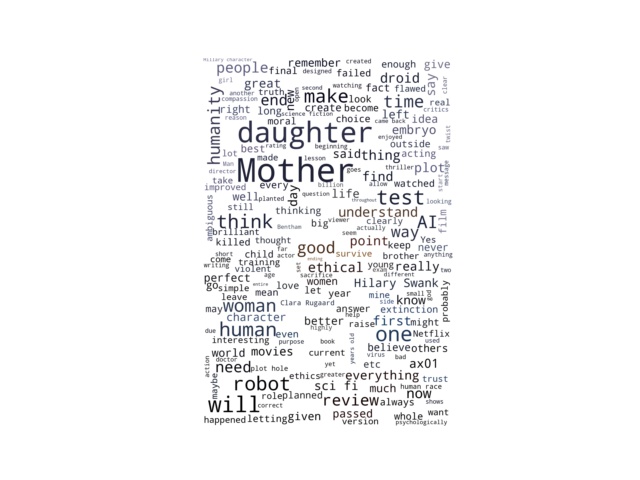 Military character
remember created enough give
people final designed failed droid say clear
girl great second watching fact flawed
another truth new open make look
compassion end create become time real
humanity right long science fiction left critics
reason moral choice came back idea
daughter enjoyed embryo twist
best rating beginning outside saw
lot made lesson said thing acting
Man Mother goes thriller plot message
director find start
take every billion allow watched
improved day question life test
well planted throughout looking
ambiguous still thinking understand AI film
think Bentham big viewer clearly way
brilliant actually Yes
killed thought seem point keep never
short child far good survive brother anything
come training actor ending
writing violent set ethical young really two
age exam different
perfect sacrifice women Hilary Swank
go simple entire love let year mine small god
leave mean side know probably
may woman Clara Rugaard answer extinction
character help first might
better raise
due human even highly one Netflix
interesting purpose book used
world movies current years old believe others
doctor virus bad
action need plot hole yet etc ax01
ethics greater everything trust
maybe robot sci fi much human race now
role planned
will correct review always shows
happened letting given passed whole want
version psychologically